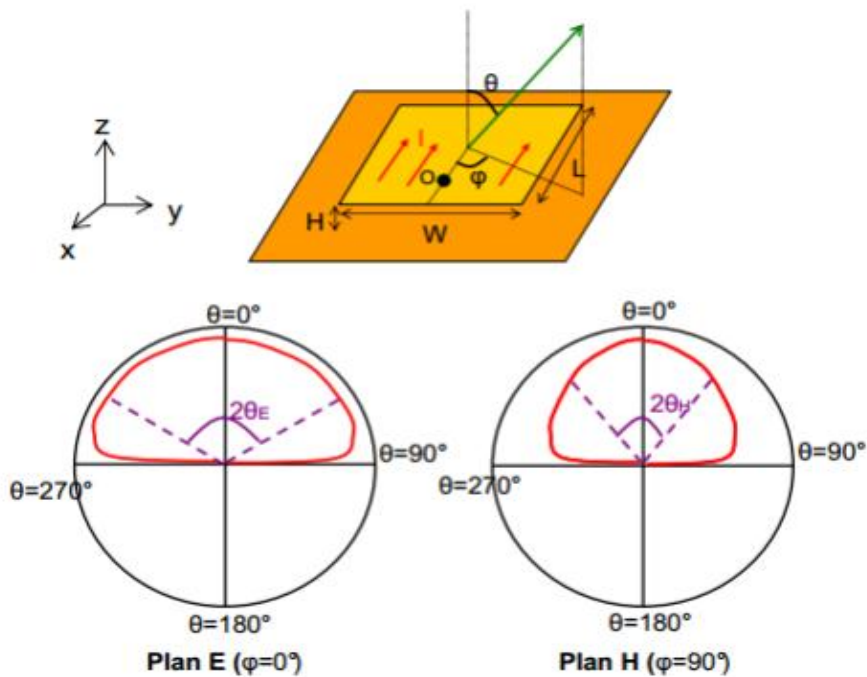 θ
z
I
L
O
φ
y
H
W
x
θ=0°
θ=0°
2θE
2θH
θ=90°
θ=90°
θ=270°
θ=270°
θ=180°
θ=180°
Plan E (φ=0°)
Plan H (φ=90°)